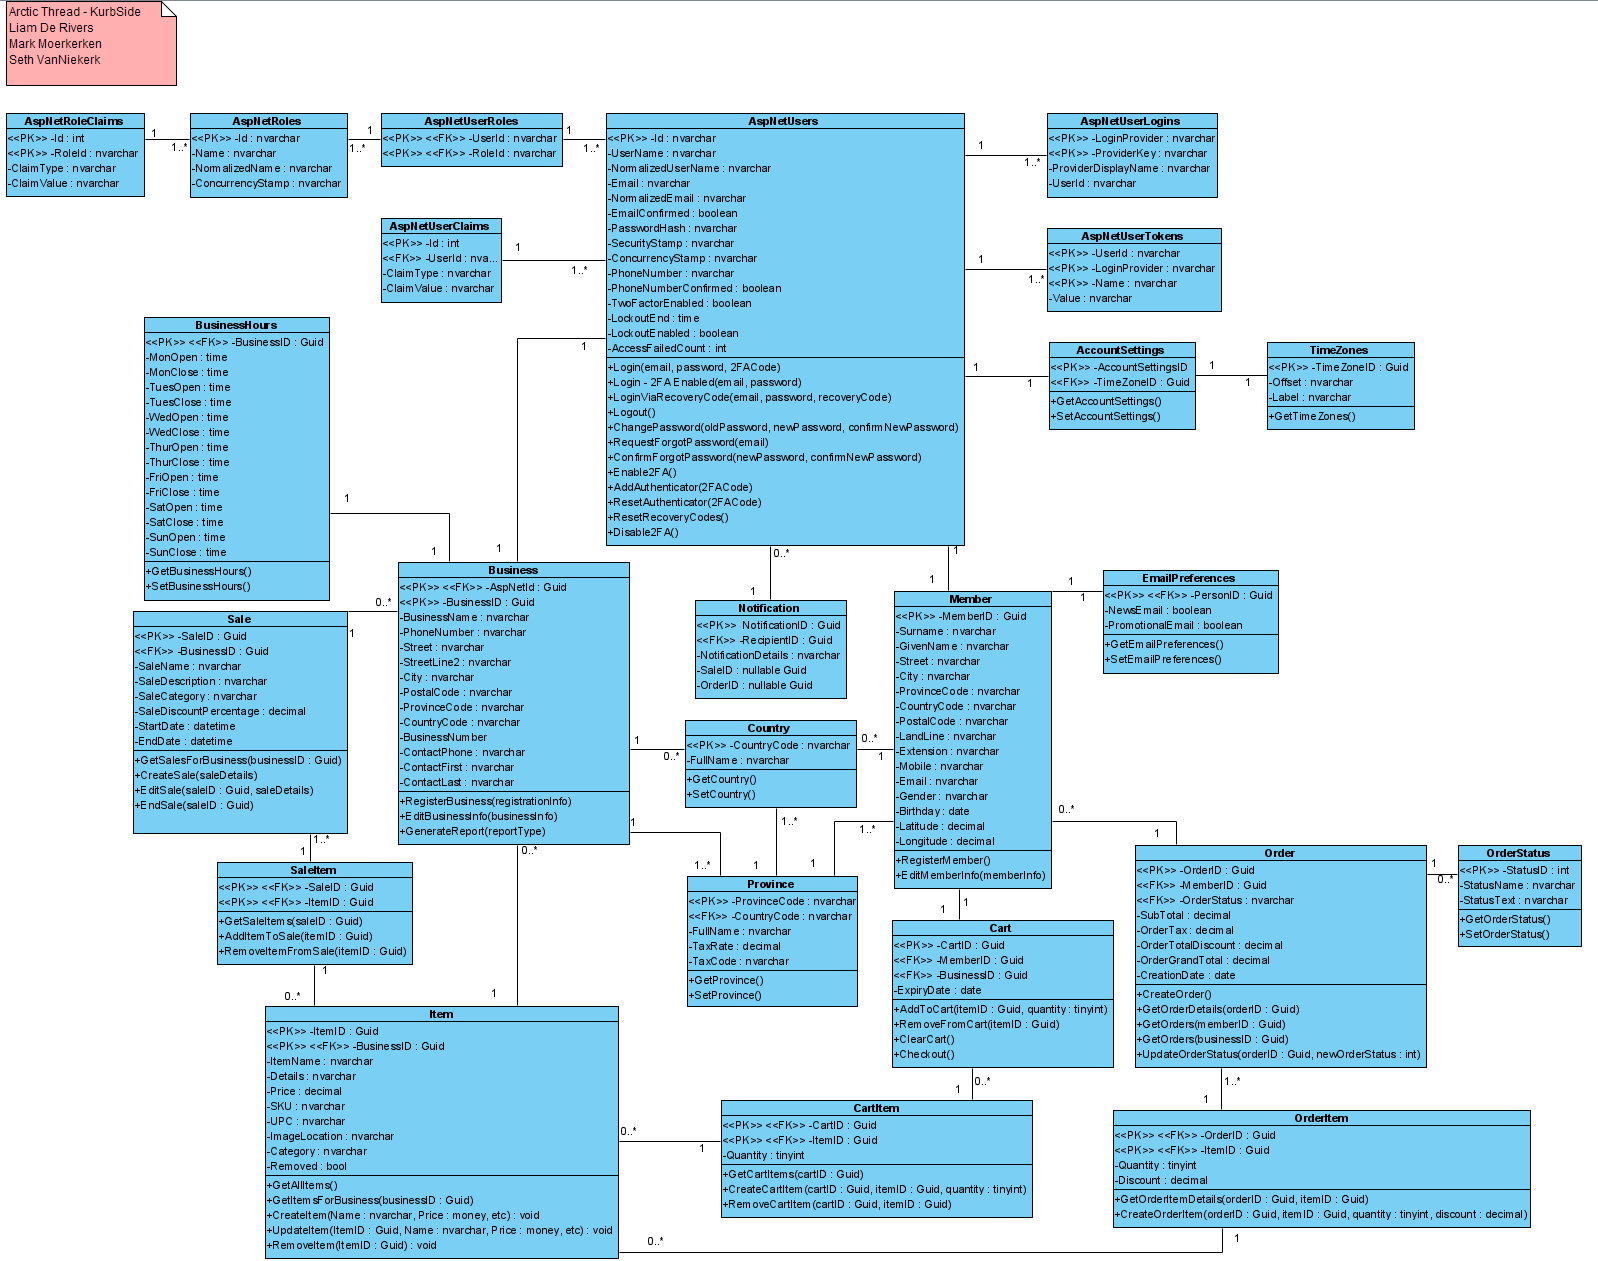 Arctic Thread - KurbSide
Liam De Rivers
Mark Moerkerken
Seth VanNiekerk
AspNetRoleClaims
<<PK>> -Id : int
<<PK>> -RoleId : nvarchar
-ClaimType : nvarchar
-ClaimValue : nvarchar
1
1..*
AspNetRoles
<<PK>> -Id : nvarchar
-Name : nvarchar
-NormalizedName : nvarchar
-ConcurrencyStamp : nvarchar
1
1..*
AspNetUserRoles
<<PK>> <<FK>> -UserId : nvarchar
<<PK>> <<FK>> -RoleId : nvarchar
1
1..*
AspNetUsers
<<PK>> -Id : nvarchar
-UserName : nvarchar
-NormalizedUserName : nvarchar
-Email : nvarchar
-NormalizedEmail : nvarchar
-EmailConfirmed : boolean
-PasswordHash : nvarchar
-SecurityStamp : nvarchar
-ConcurrencyStamp : nvarchar
-PhoneNumber : nvarchar
-PhoneNumberConfirmed : boolean
-TwoFactorEnabled : boolean
-LockoutEnd : time
-LockoutEnabled : boolean
-AccessFailedCount : int
+Login(email, password, 2FACode)
+Login - 2FA Enabled(email, password)
+LoginViaRecoveryCode(email, password, recoveryCode)
+Logout()
+ChangePassword(oldPassword, newPassword, confirmNewPassword)
+RequestForgotPassword(email)
+ConfirmForgotPassword(newPassword, confirmNewPassword)
+Enable2FA()
+AddAuthenticator(2FACode)
+ResetAuthenticator(2FACode)
+ResetRecoveryCodes()
+Disable2FA()
1
1..*
AspNetUserLogins
<<PK>> -LoginProvider : nvarchar
<<PK>> -ProviderKey : nvarchar
-ProviderDisplayName : nvarchar
-UserId : nvarchar
AspNetUserClaims
<<PK>> -Id : int
<<FK>> -UserId : nva...
-ClaimType : nvarchar
-ClaimValue : nvarchar
1
1..*
1
1..*
AspNetUserTokens
<<PK>> -UserId : nvarchar
<<PK>> -LoginProvider : nvarchar
<<PK>> -Name : nvarchar
-Value : nvarchar
1
1
AccountSettings
<<PK>> -AccountSettingsID
<<FK>> -TimeZoneID : Guid
+GetAccountSettings()
+SetAccountSettings()
1
1
TimeZones
<<PK>> -TimeZoneID : Guid
-Offset : nvarchar
-Label : nvarchar
+GetTimeZones()
BusinessHours
<<PK>> <<FK>> -BusinessID : Guid
-MonOpen : time
-MonClose : time
-TuesOpen : time
-TuesClose : time
-WedOpen : time
-WedClose : time
-ThurOpen : time
-ThurClose : time
-FriOpen : time
-FriClose : time
-SatOpen : time
-SatClose : time
-SunOpen : time
-SunClose : time
+GetBusinessHours()
+SetBusinessHours()
1
1
1
1
Business
<<PK>> <<FK>> -AspNetId : Guid
<<PK>> -BusinessID : Guid
-BusinessName : nvarchar
-PhoneNumber : nvarchar
-Street : nvarchar
-StreetLine2 : nvarchar
-City : nvarchar
-PostalCode : nvarchar
-ProvinceCode : nvarchar
-CountryCode : nvarchar
-BusinessNumber
-ContactPhone : nvarchar
-ContactFirst : nvarchar
-ContactLast : nvarchar
+RegisterBusiness(registrationInfo)
+EditBusinessInfo(businessInfo)
+GenerateReport(reportType)
0..*
1
Sale
<<PK>> -SaleID : Guid
<<FK>> -BusinessID : Guid
-SaleName : nvarchar
-SaleDescription : nvarchar
-SaleCategory : nvarchar
-SaleDiscountPercentage : decimal
-StartDate : datetime
-EndDate : datetime
+GetSalesForBusiness(businessID : Guid)
+CreateSale(saleDetails)
+EditSale(saleID : Guid, saleDetails)
+EndSale(saleID : Guid)
1..*
1
SaleItem
<<PK>> <<FK>> -SaleID : Guid
<<PK>> <<FK>> -ItemID : Guid
+GetSaleItems(saleID : Guid)
+AddItemToSale(itemID : Guid)
+RemoveItemFromSale(itemID : Guid)
1
0..*
0..*
1
0..*
1
Notification
<<PK>> NotificationID : Guid
<<FK>> -RecipientID : Guid
-NotificationDetails : nvarchar
-SaleID : nullable Guid
-OrderID : nullable Guid
1
1
Member
<<PK>> -MemberID : Guid
-Surname : nvarchar
-GivenName : nvarchar
-Street : nvarchar
-City : nvarchar
-ProvinceCode : nvarchar
-CountryCode : nvarchar
-PostalCode : nvarchar
-LandLine : nvarchar
-Extension : nvarchar
-Mobile : nvarchar
-Email : nvarchar
-Gender : nvarchar
-Birthday : date
-Latitude : decimal
-Longitude : decimal
+RegisterMember()
+EditMemberInfo(memberInfo)
1
1
EmailPreferences
<<PK>> <<FK>> -PersonID : Guid
-NewsEmail : boolean
-PromotionalEmail : boolean
+GetEmailPreferences()
+SetEmailPreferences()
1
0..*
Country
<<PK>> -CountryCode : nvarchar
-FullName : nvarchar
+GetCountry()
+SetCountry()
0..*
1
1..*
1
1
1..*
1..*
1
Province
<<PK>> -ProvinceCode : nvarchar
<<FK>> -CountryCode : nvarchar
-FullName : nvarchar
-TaxRate : decimal
-TaxCode : nvarchar
+GetProvince()
+SetProvince()
0..*
1
Order
<<PK>> -OrderID : Guid
<<FK>> -MemberID : Guid
<<FK>> -OrderStatus : nvarchar
-SubTotal : decimal
-OrderTax : decimal
-OrderTotalDiscount : decimal
-OrderGrandTotal : decimal
-CreationDate : date
+CreateOrder()
+GetOrderDetails(orderID : Guid)
+GetOrders(memberID : Guid)
+GetOrders(businessID : Guid)
+UpdateOrderStatus(orderID : Guid, newOrderStatus : int)
1
0..*
OrderStatus
<<PK>> -StatusID : int
-StatusName : nvarchar
-StatusText : nvarchar
+GetOrderStatus()
+SetOrderStatus()
1
1
Cart
<<PK>> -CartID : Guid
<<FK>> -MemberID : Guid
<<FK>> -BusinessID : Guid
-ExpiryDate : date
+AddToCart(itemID : Guid, quantity : tinyint)
+RemoveFromCart(itemID : Guid)
+ClearCart()
+Checkout()
0..*
1
Item
<<PK>> -ItemID : Guid
<<PK>> <<FK>> -BusinessID : Guid
-ItemName : nvarchar
-Details : nvarchar
-Price : decimal
-SKU : nvarchar
-UPC : nvarchar
-ImageLocation : nvarchar
-Category : nvarchar
-Removed : bool
+GetAllItems()
+GetItemsForBusiness(businessID : Guid)
+CreateItem(Name : nvarchar, Price : money, etc) : void
+UpdateItem(ItemID : Guid, Name : nvarchar, Price : money, etc) : void
+RemoveItem(ItemID : Guid) : void
0..*
1
CartItem
<<PK>> <<FK>> -CartID : Guid
<<PK>> <<FK>> -ItemID : Guid
-Quantity : tinyint
+GetCartItems(cartID : Guid)
+CreateCartItem(cartID : Guid, itemID : Guid, quantity : tinyint)
+RemoveCartItem(cartID : Guid, itemID : Guid)
1..*
1
OrderItem
<<PK>> <<FK>> -OrderID : Guid
<<PK>> <<FK>> -ItemID : Guid
-Quantity : tinyint
-Discount : decimal
+GetOrderItemDetails(orderID : Guid, itemID : Guid)
+CreateOrderItem(orderID : Guid, itemID : Guid, quantity : tinyint, discount : decimal)
0..*
1